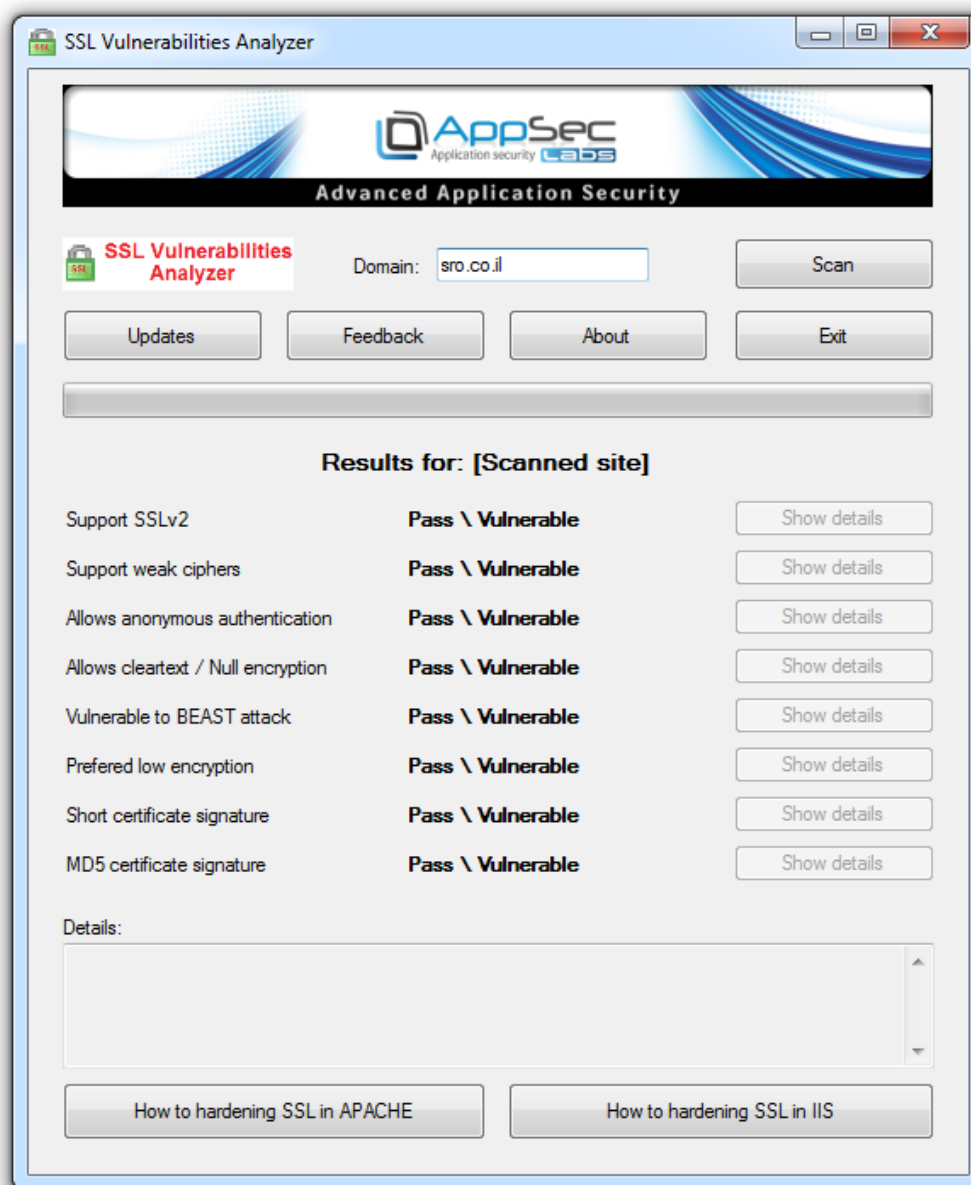 SSL Vulnerabilities Analyzer
AppSec
Application security Labs
Advanced Application Security
SSL
SSL Vulnerabilities
Analyzer
Domain: sro.co.il
Scan
Updates
Feedback
About
Exit
Results for: [Scanned site]
Support SSLv2 Pass \ Vulnerable Show details
Support weak ciphers Pass \ Vulnerable Show details
Allows anonymous authentication Pass \ Vulnerable Show details
Allows cleartext / Null encryption Pass \ Vulnerable Show details
Vulnerable to BEAST attack Pass \ Vulnerable Show details
Prefered low encryption Pass \ Vulnerable Show details
Short certificate signature Pass \ Vulnerable Show details
MD5 certificate signature Pass \ Vulnerable Show details
Details:
How to hardening SSL in APACHE
How to hardening SSL in IIS